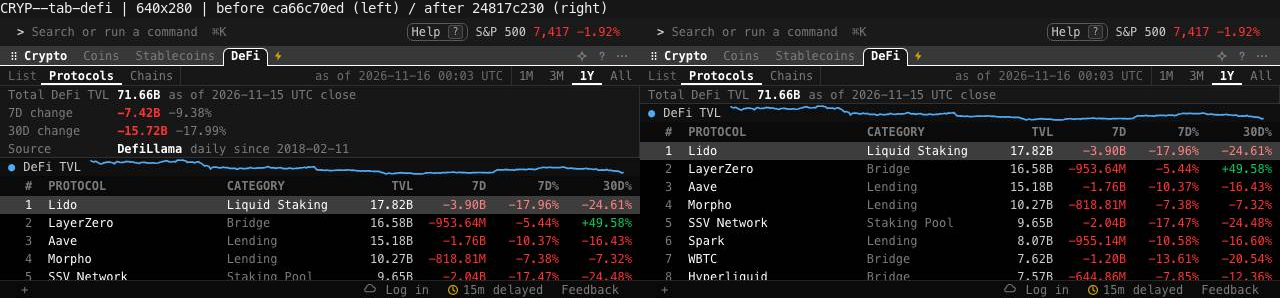 CRYP--tab-defi | 640x280 | before ca66c70ed (left) / after 24817c230 (right)
> Search or run a command ⌘K Help ? S&P 500 7,417 −1.92%
⠿ Crypto Coins Stablecoins DeFi ⚡ ? ⋯
List Protocols Chains as of 2026-11-16 00:03 UTC 1M 3M 1Y All
Total DeFi TVL 71.66B as of 2026-11-15 UTC close
7D change −7.42B −9.38%
30D change −15.72B −17.99%
Source DefiLlama daily since 2018-02-11
DeFi TVL
# PROTOCOL CATEGORY TVL 7D 7D% 30D%
1 Lido Liquid Staking 17.82B −3.90B −17.96% −24.61%
2 LayerZero Bridge 16.58B −953.64M −5.44% +49.58%
3 Aave Lending 15.18B −1.76B −10.37% −16.43%
4 Morpho Lending 10.27B −818.81M −7.38% −7.32%
5 SSV Network Staking Pool 9.65B −2.04B −17.47% −24.48%
+ Log in 15m delayed Feedback
> Search or run a command ⌘K Help ? S&P 500 7,417 −1.92%
⠿ Crypto Coins Stablecoins DeFi ⚡ ? ⋯
List Protocols Chains as of 2026-11-16 00:03 UTC 1M 3M 1Y All
Total DeFi TVL 71.66B as of 2026-11-15 UTC close
DeFi TVL
# PROTOCOL CATEGORY TVL 7D 7D% 30D%
1 Lido Liquid Staking 17.82B −3.90B −17.96% −24.61%
2 LayerZero Bridge 16.58B −953.64M −5.44% +49.58%
3 Aave Lending 15.18B −1.76B −10.37% −16.43%
4 Morpho Lending 10.27B −818.81M −7.38% −7.32%
5 SSV Network Staking Pool 9.65B −2.04B −17.47% −24.48%
6 Spark Lending 8.07B −955.14M −10.58% −16.60%
7 WBTC Bridge 7.62B −1.20B −13.61% −20.54%
8 Hyperliquid Bridge 7.57B −644.86M −7.85% −12.36%
+ Log in 15m delayed Feedback